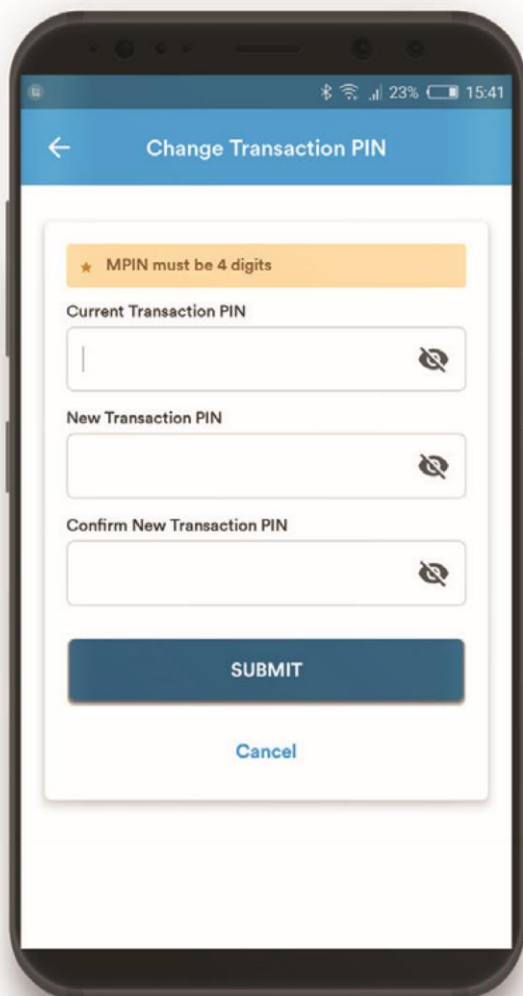 23% 15:41
Change Transaction PIN
MPIN must be 4 digits
Current Transaction PIN
New Transaction PIN
Confirm New Transaction PIN
SUBMIT
Cancel